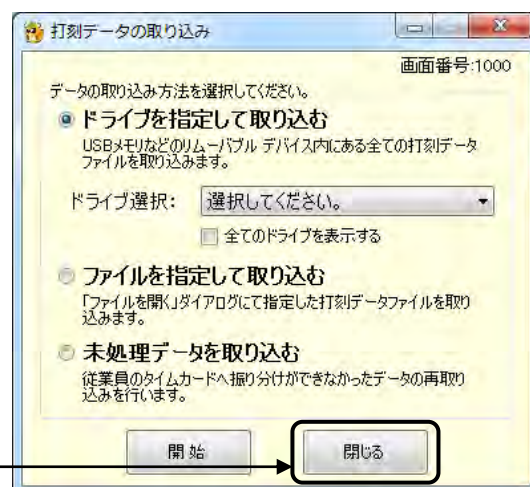 打刻データの取り込み
画面番号:1000
データの取り込み方法を選択してください。
ドライブを指定して取り込む
USBメモリなどのリムーバブル デバイス内にある全ての打刻データ
ファイルを取り込みます。
ドライブ選択: 選択してください。
全てのドライブを表示する
ファイルを指定して取り込む
「ファイルを開く」ダイアログにて指定した打刻データファイルを取り
込みます。
未処理データを取り込む
従業員のタイムカードへ振り分けができなかったデータの再取り
込みを行います。
開始 閉じる